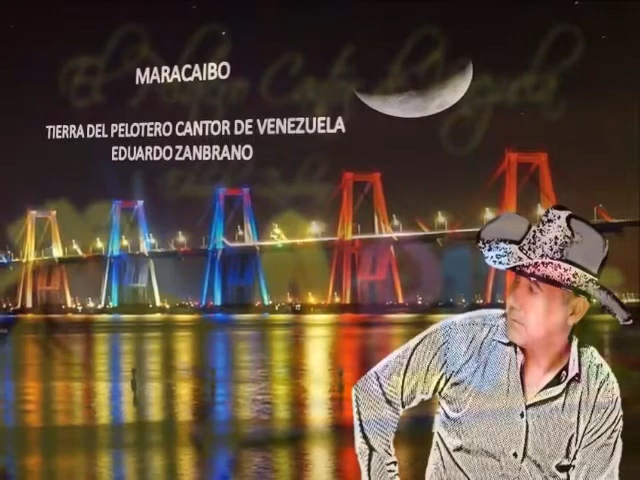 MARACAIBO
TIERRA DEL PELOTERO CANTOR DE VENEZUELA
EDUARDO ZANBRANO